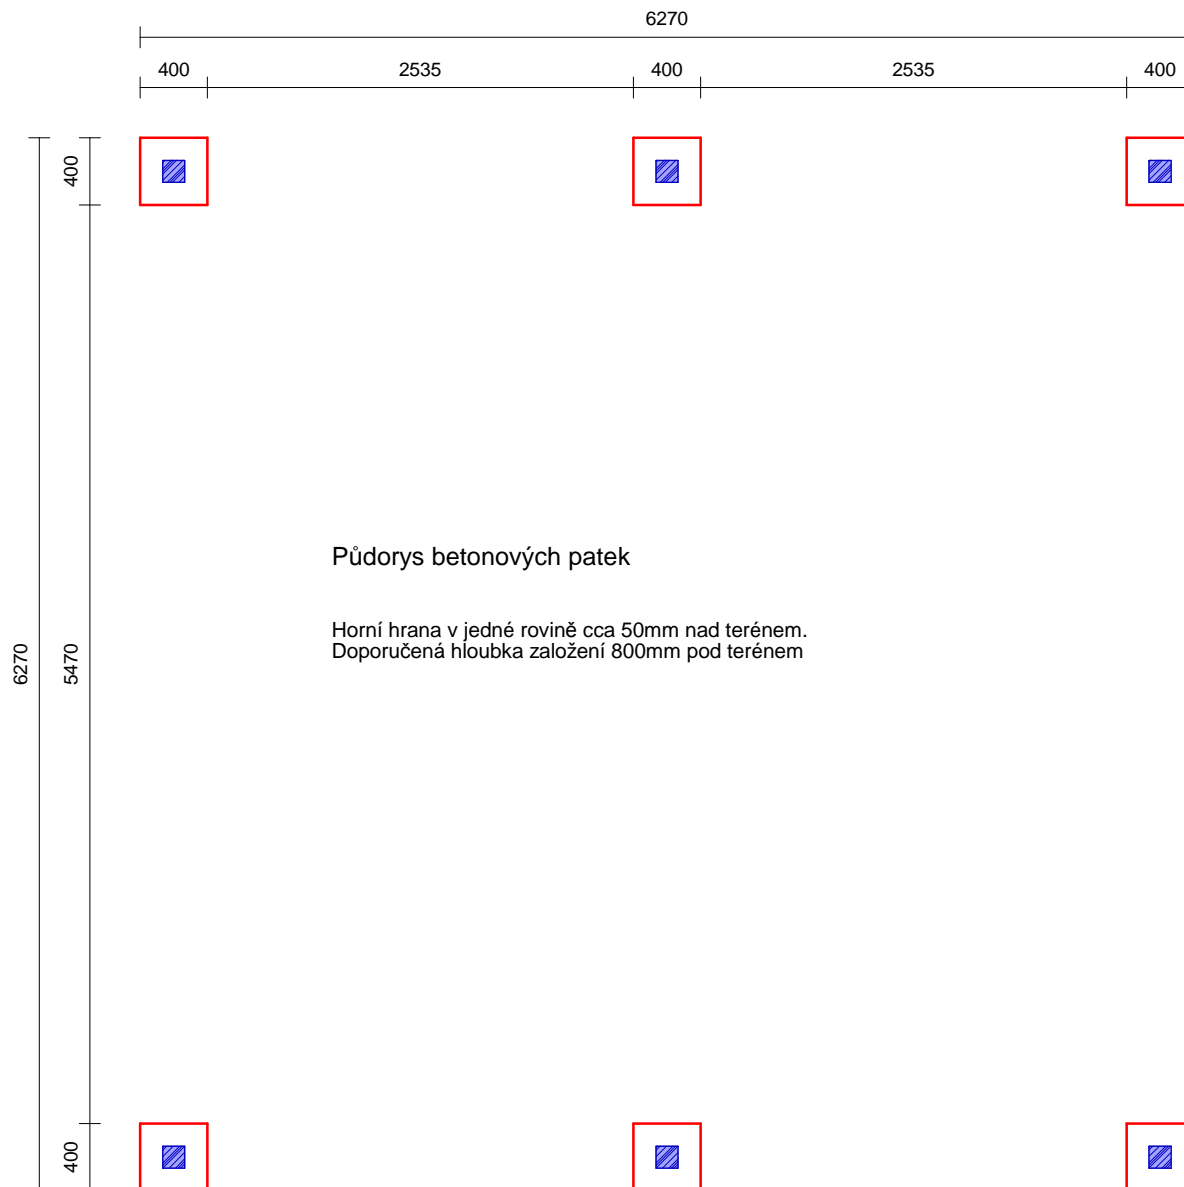 6270
400 2535 400 2535 400
400
Půdorys betonových patek
Horní hrana v jedné rovině cca 50mm nad terénem.
Doporučená hloubka založení 800mm pod terénem
6270
5470
400